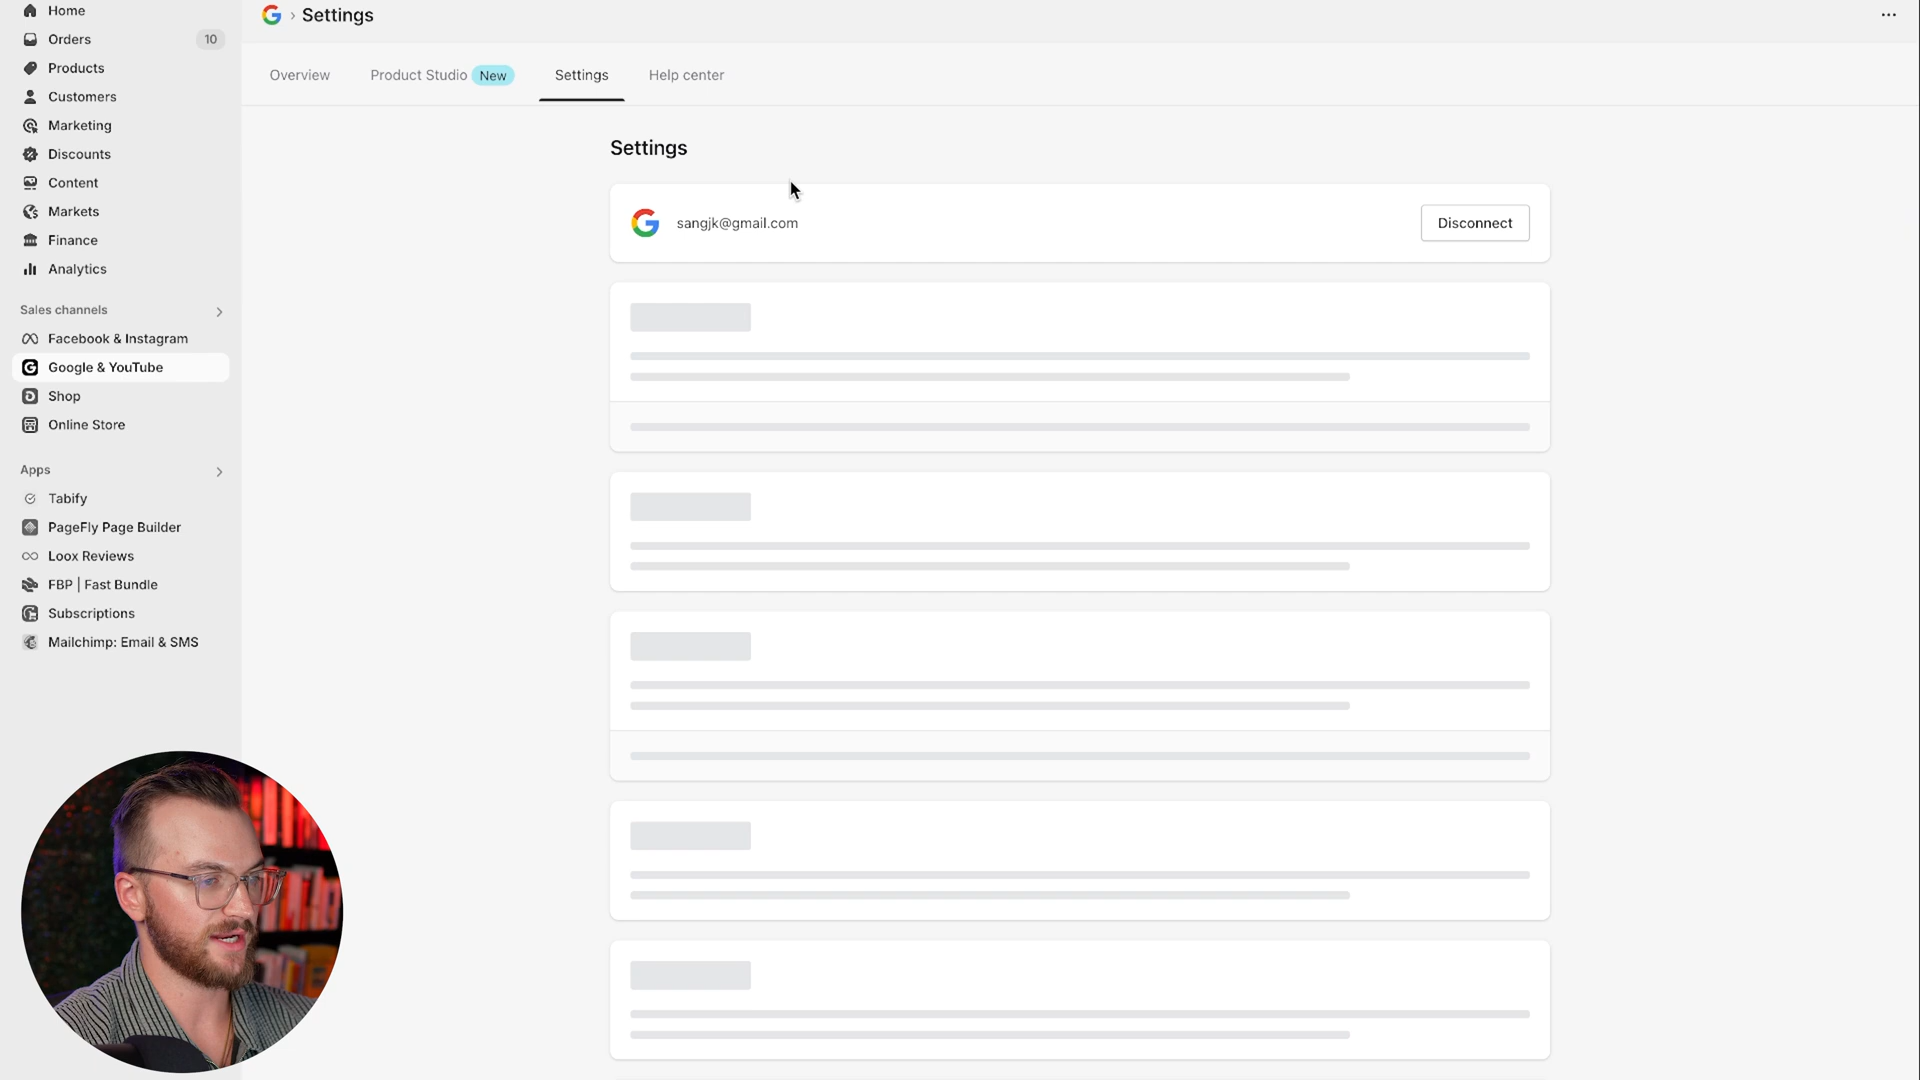 Home
Orders 10
Products
Customers
Marketing
Discounts
Content
Markets
Finance
Analytics
Sales channels
Facebook & Instagram
Google & YouTube
Shop
Online Store
Apps
Tabify
PageFly Page Builder
Loox Reviews
FBP | Fast Bundle
Subscriptions
Mailchimp: Email & SMS
Settings
Overview Product Studio New Settings Help center
Settings
sangjk@gmail.com Disconnect